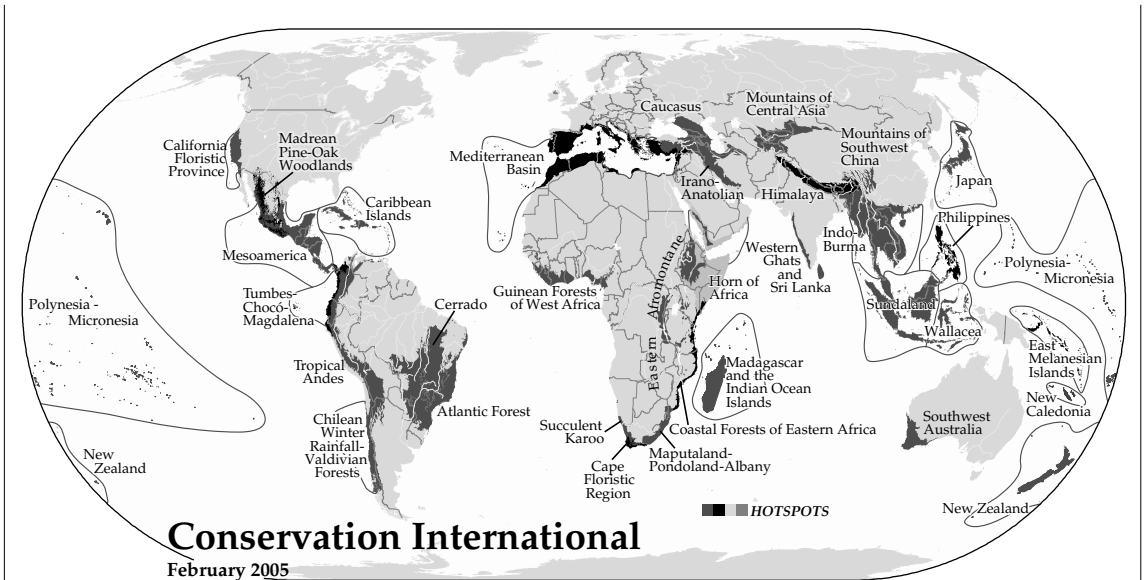 California
Floristic
Province
Madrean
Pine-Oak
Woodlands
Caribbean
Islands
Mesoamerica
Polynesia -
Micronesia
Tumbes-
Chocó-
Magdalena
Cerrado
Tropical
Andes
Atlantic Forest
Chilean
Winter
Rainfall-
Valdivian
Forests
New
Zealand
Mediterranean
Basin
Caucasus
Mountains of
Central Asia
Mountains of
Southwest
China
Irano-
Anatolian
Himalaya
Japan
Philippines
Indo-
Burma
Western
Ghats
and
Sri Lanka
Polynesia-
Micronesia
Guinean Forests
of West Africa
Eastern Afromontane
Horn of
Africa
Sundaland
Wallacea
East
Melanesian
Islands
New
Caledonia
Madagascar
and the
Indian Ocean
Islands
Southwest
Australia
Succulent
Karoo
Coastal Forests of Eastern Africa
Maputaland-
Pondoland-Albany
Cape
Floristic
Region
New Zealand
HOTSPOTS
Conservation International
February 2005